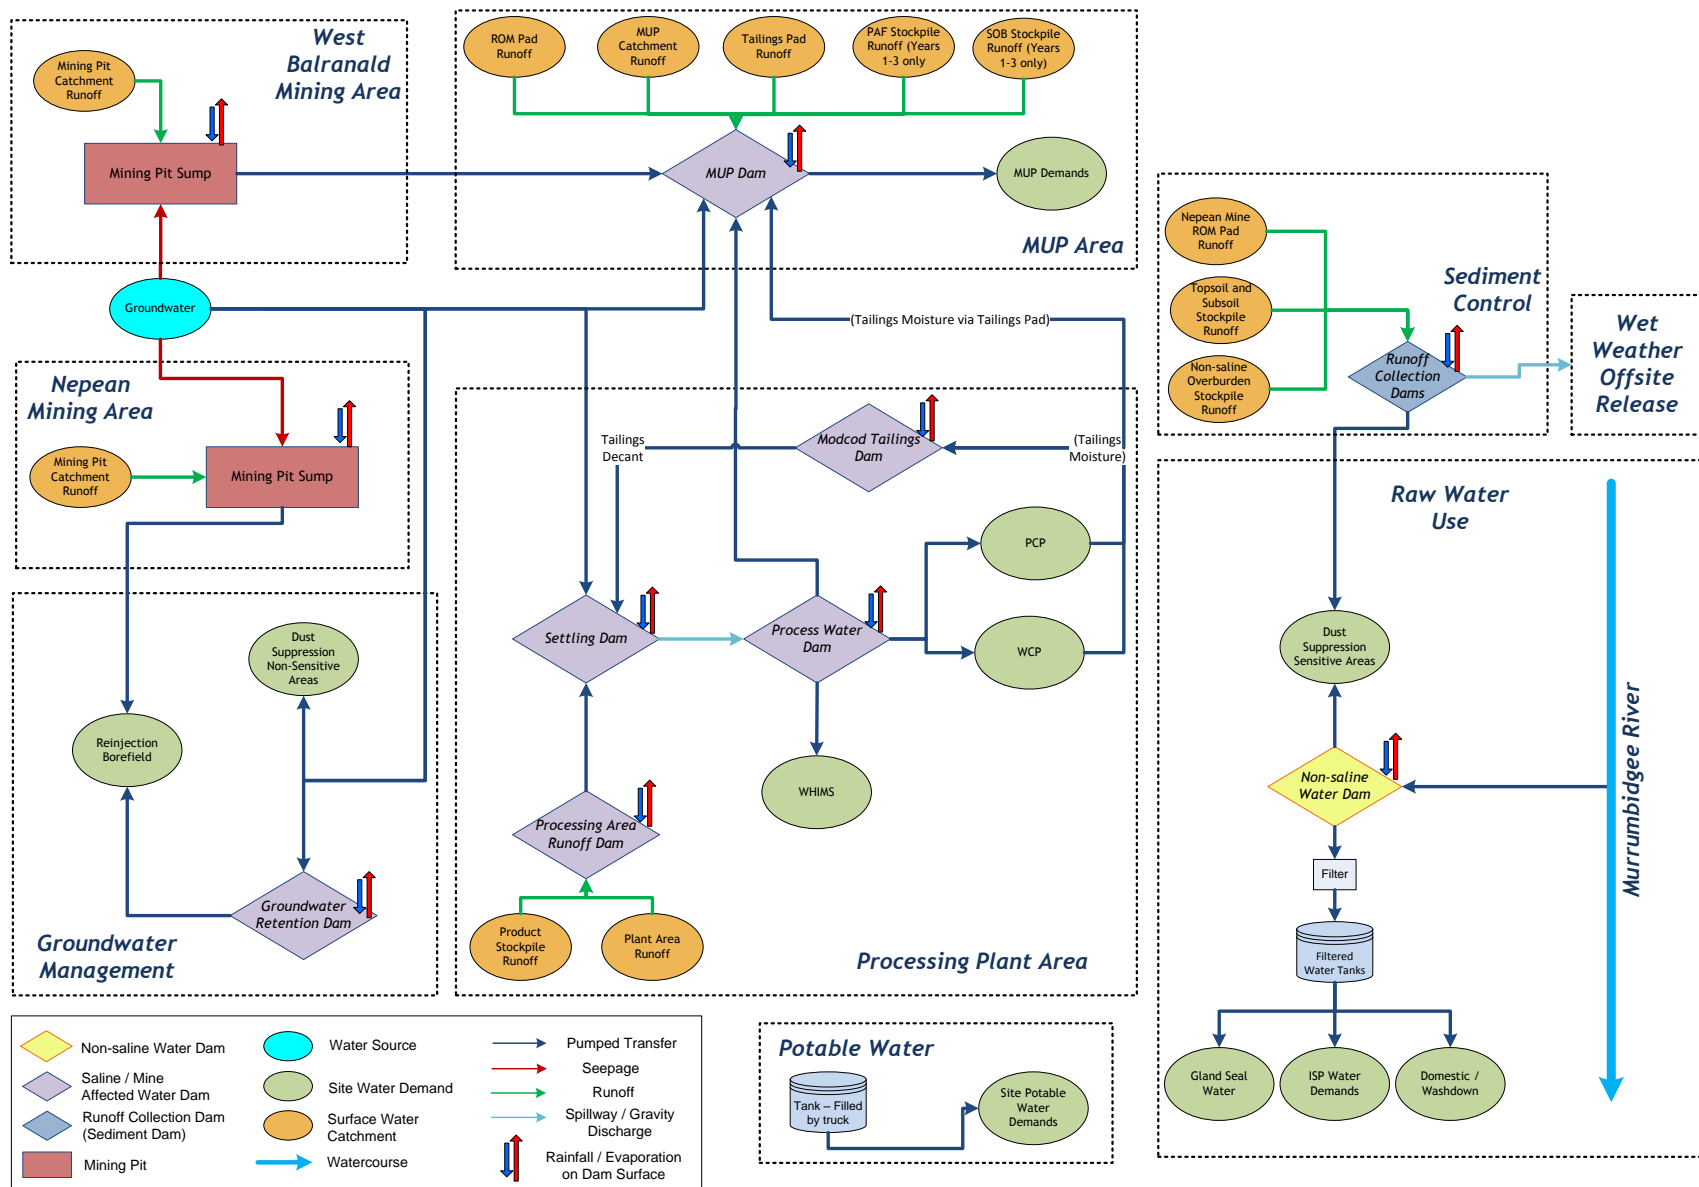 West
Balranald
Mining Area
Mining Pit
Catchment
Runoff
Mining Pit Sump
ROM Pad
Runoff
MUP
Catchment
Runoff
Tailings Pad
Runoff
PAF Stockpile
Runoff (Years
1-3 only
SOB Stockpile
Runoff (Years
1-3 only)
MUP Dam
MUP Demands
MUP Area
Groundwater
(Tailings Moisture via Tailings Pad)
Nepean Mine
ROM Pad
Runoff
Topsoil and
Subsoil
Stockpile
Runoff
Non-saline
Overburden
Stockpile
Runoff
Sediment
Control
Runoff
Collection
Dams
Wet
Weather
Offsite
Release
Nepean
Mining Area
Mining Pit
Catchment
Runoff
Mining Pit Sump
Tailings
Decant
Modcod Tailings
Dam
(Tailings
Moisture)
PCP
WCP
Settling Dam
Process Water
Dam
WHIMS
Processing Area
Runoff Dam
Product
Stockpile
Runoff
Plant Area
Runoff
Processing Plant Area
Dust
Suppression
Non-Sensitive
Areas
Reinjection
Borefield
Groundwater
Retention Dam
Groundwater
Management
Raw Water
Use
Dust
Suppression
Sensitive Areas
Non-saline
Water Dam
Filter
Filtered
Water Tanks
Gland Seal
Water
ISP Water
Demands
Domestic /
Washdown
Murrumbidgee River
Non-saline Water Dam
Saline / Mine
Affected Water Dam
Runoff Collection Dam
(Sediment Dam)
Mining Pit
Water Source
Site Water Demand
Surface Water
Catchment
Watercourse
Pumped Transfer
Seepage
Runoff
Spillway / Gravity
Discharge
Rainfall / Evaporation
on Dam Surface
Potable Water
Tank – Filled
by truck
Site Potable
Water
Demands